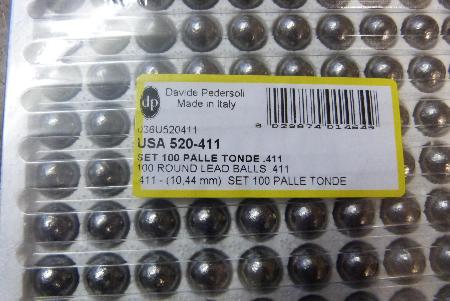 Davide Pedersoli
Made in Italy
dp
036U520411
USA 520-411
SET 100 PALLE TONDE .411
100 ROUND LEAD BALLS .411
.411 - (10,44 mm) SET 100 PALLE TONDE